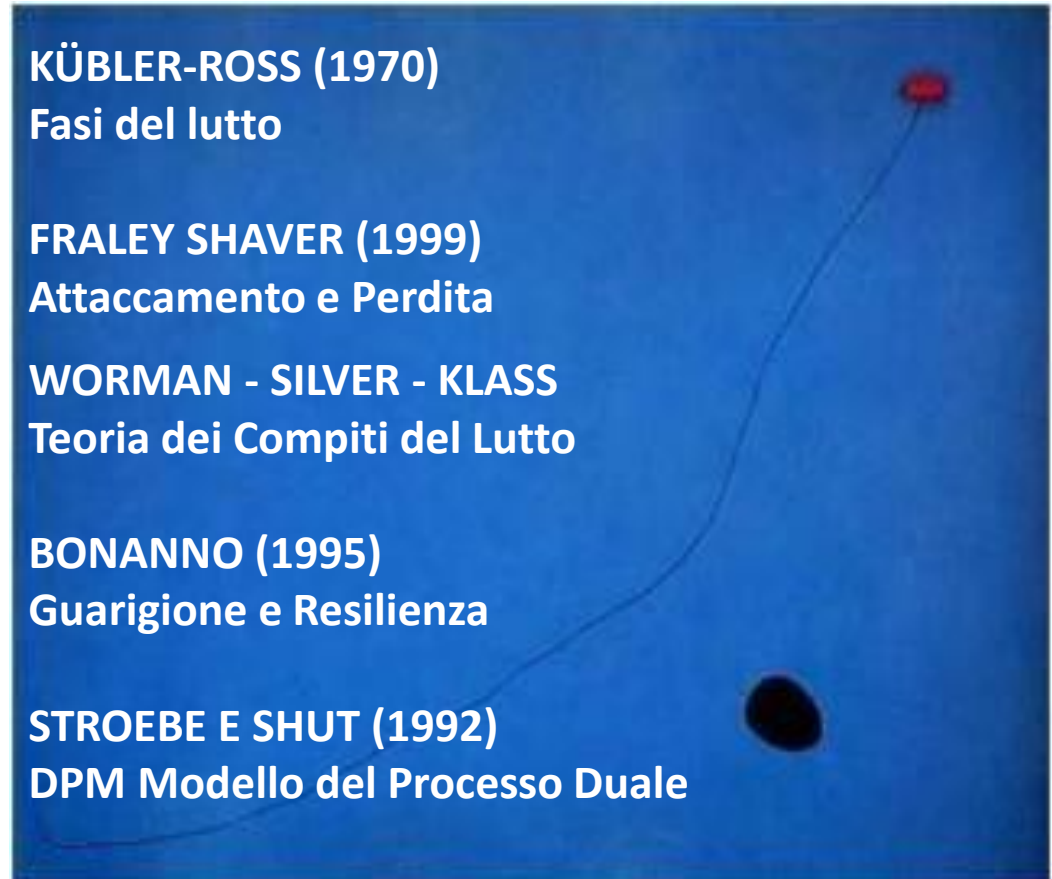 KÜBLER-ROSS (1970)
Fasi del lutto
FRALEY SHAVER (1999)
Attaccamento e Perdita
WORMAN - SILVER - KLASS
Teoria dei Compiti del Lutto
BONANNO (1995)
Guarigione e Resilienza
STROEBE E SHUT (1992)
DPM Modello del Processo Duale